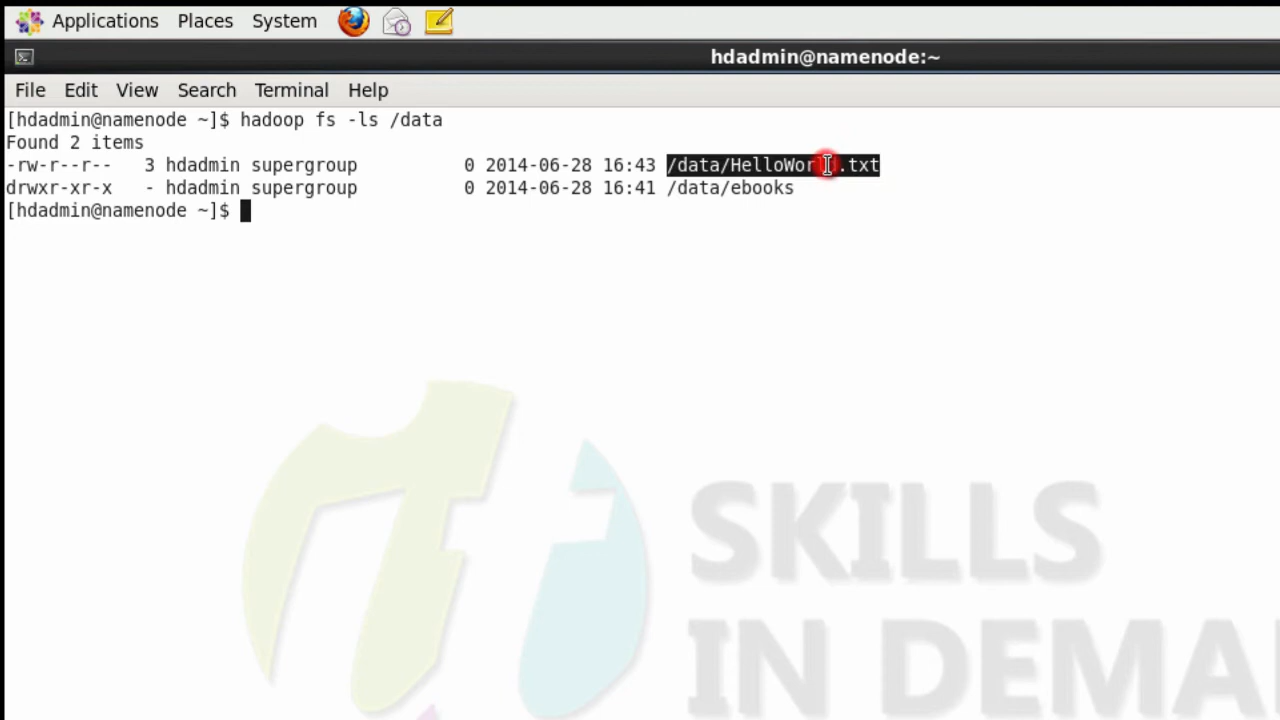 Applications Places System
hdadmin@namenode:~
File Edit View Search Terminal Help
[hdadmin@namenode ~]$ hadoop fs -ls /data
Found 2 items
-rw-r--r--   3 hdadmin supergroup          0 2014-06-28 16:43 /data/HelloWorld.txt
drwxr-xr-x   - hdadmin supergroup          0 2014-06-28 16:41 /data/ebooks
[hdadmin@namenode ~]$
SKILLS
IN DEMA